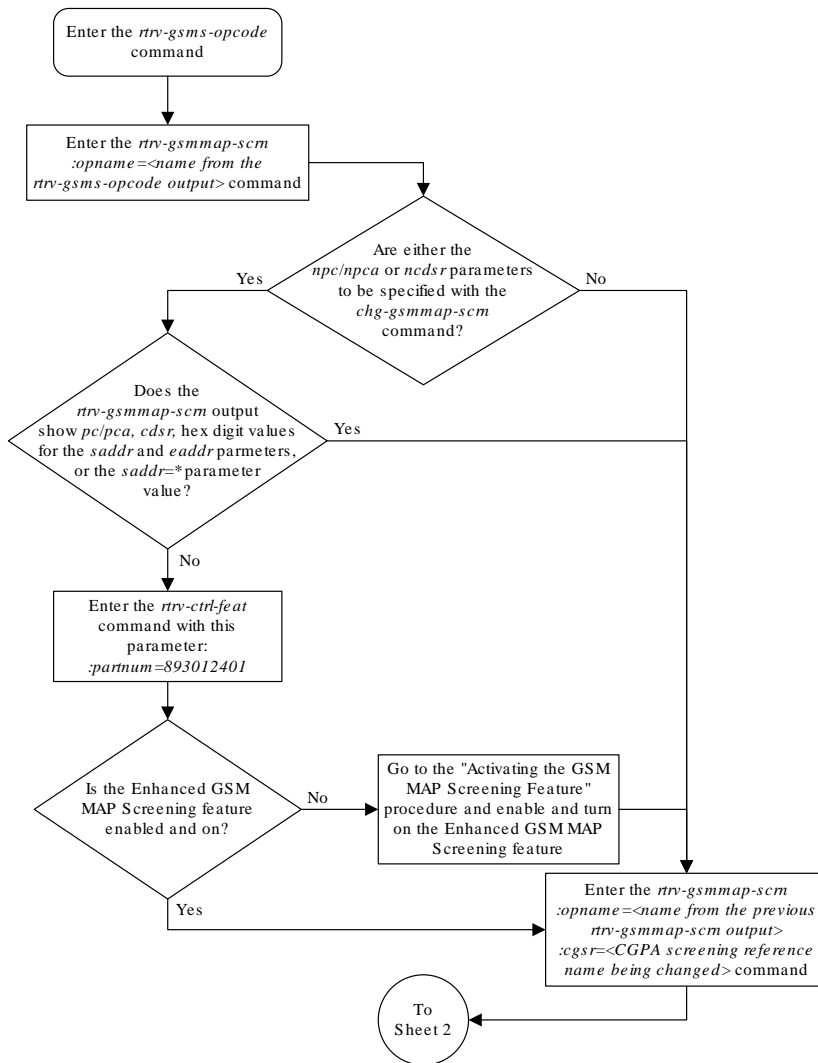 Enter the rtrv-gsms-opcode
command
Enter the rtrv-gsmmap-scrn
:opname=<name from the
rtrv-gsms-opcode output> command
Are either the
npc/npca or ncdsr parameters
to be specified with the
chg-gsmmap-scrn
command?
Yes
No
Does the
rtrv-gsmmap-scrn output
show pc/pca, cdsr, hex digit values
for the saddr and eaddr parmeters,
or the saddr=* parameter
value?
Yes
No
Enter the rtrv-ctrl-feat
command with this
parameter:
:partnum=893012401
Is the Enhanced GSM
MAP Screening feature
enabled and on?
No
Yes
Go to the "Activating the GSM
MAP Screening Feature"
procedure and enable and turn
on the Enhanced GSM MAP
Screening feature
Enter the rtrv-gsmmap-scrn
:opname=<name from the previous
rtrv-gsmmap-scrn output>
:cgsr=<CGPA screening reference
name being changed> command
To
Sheet 2